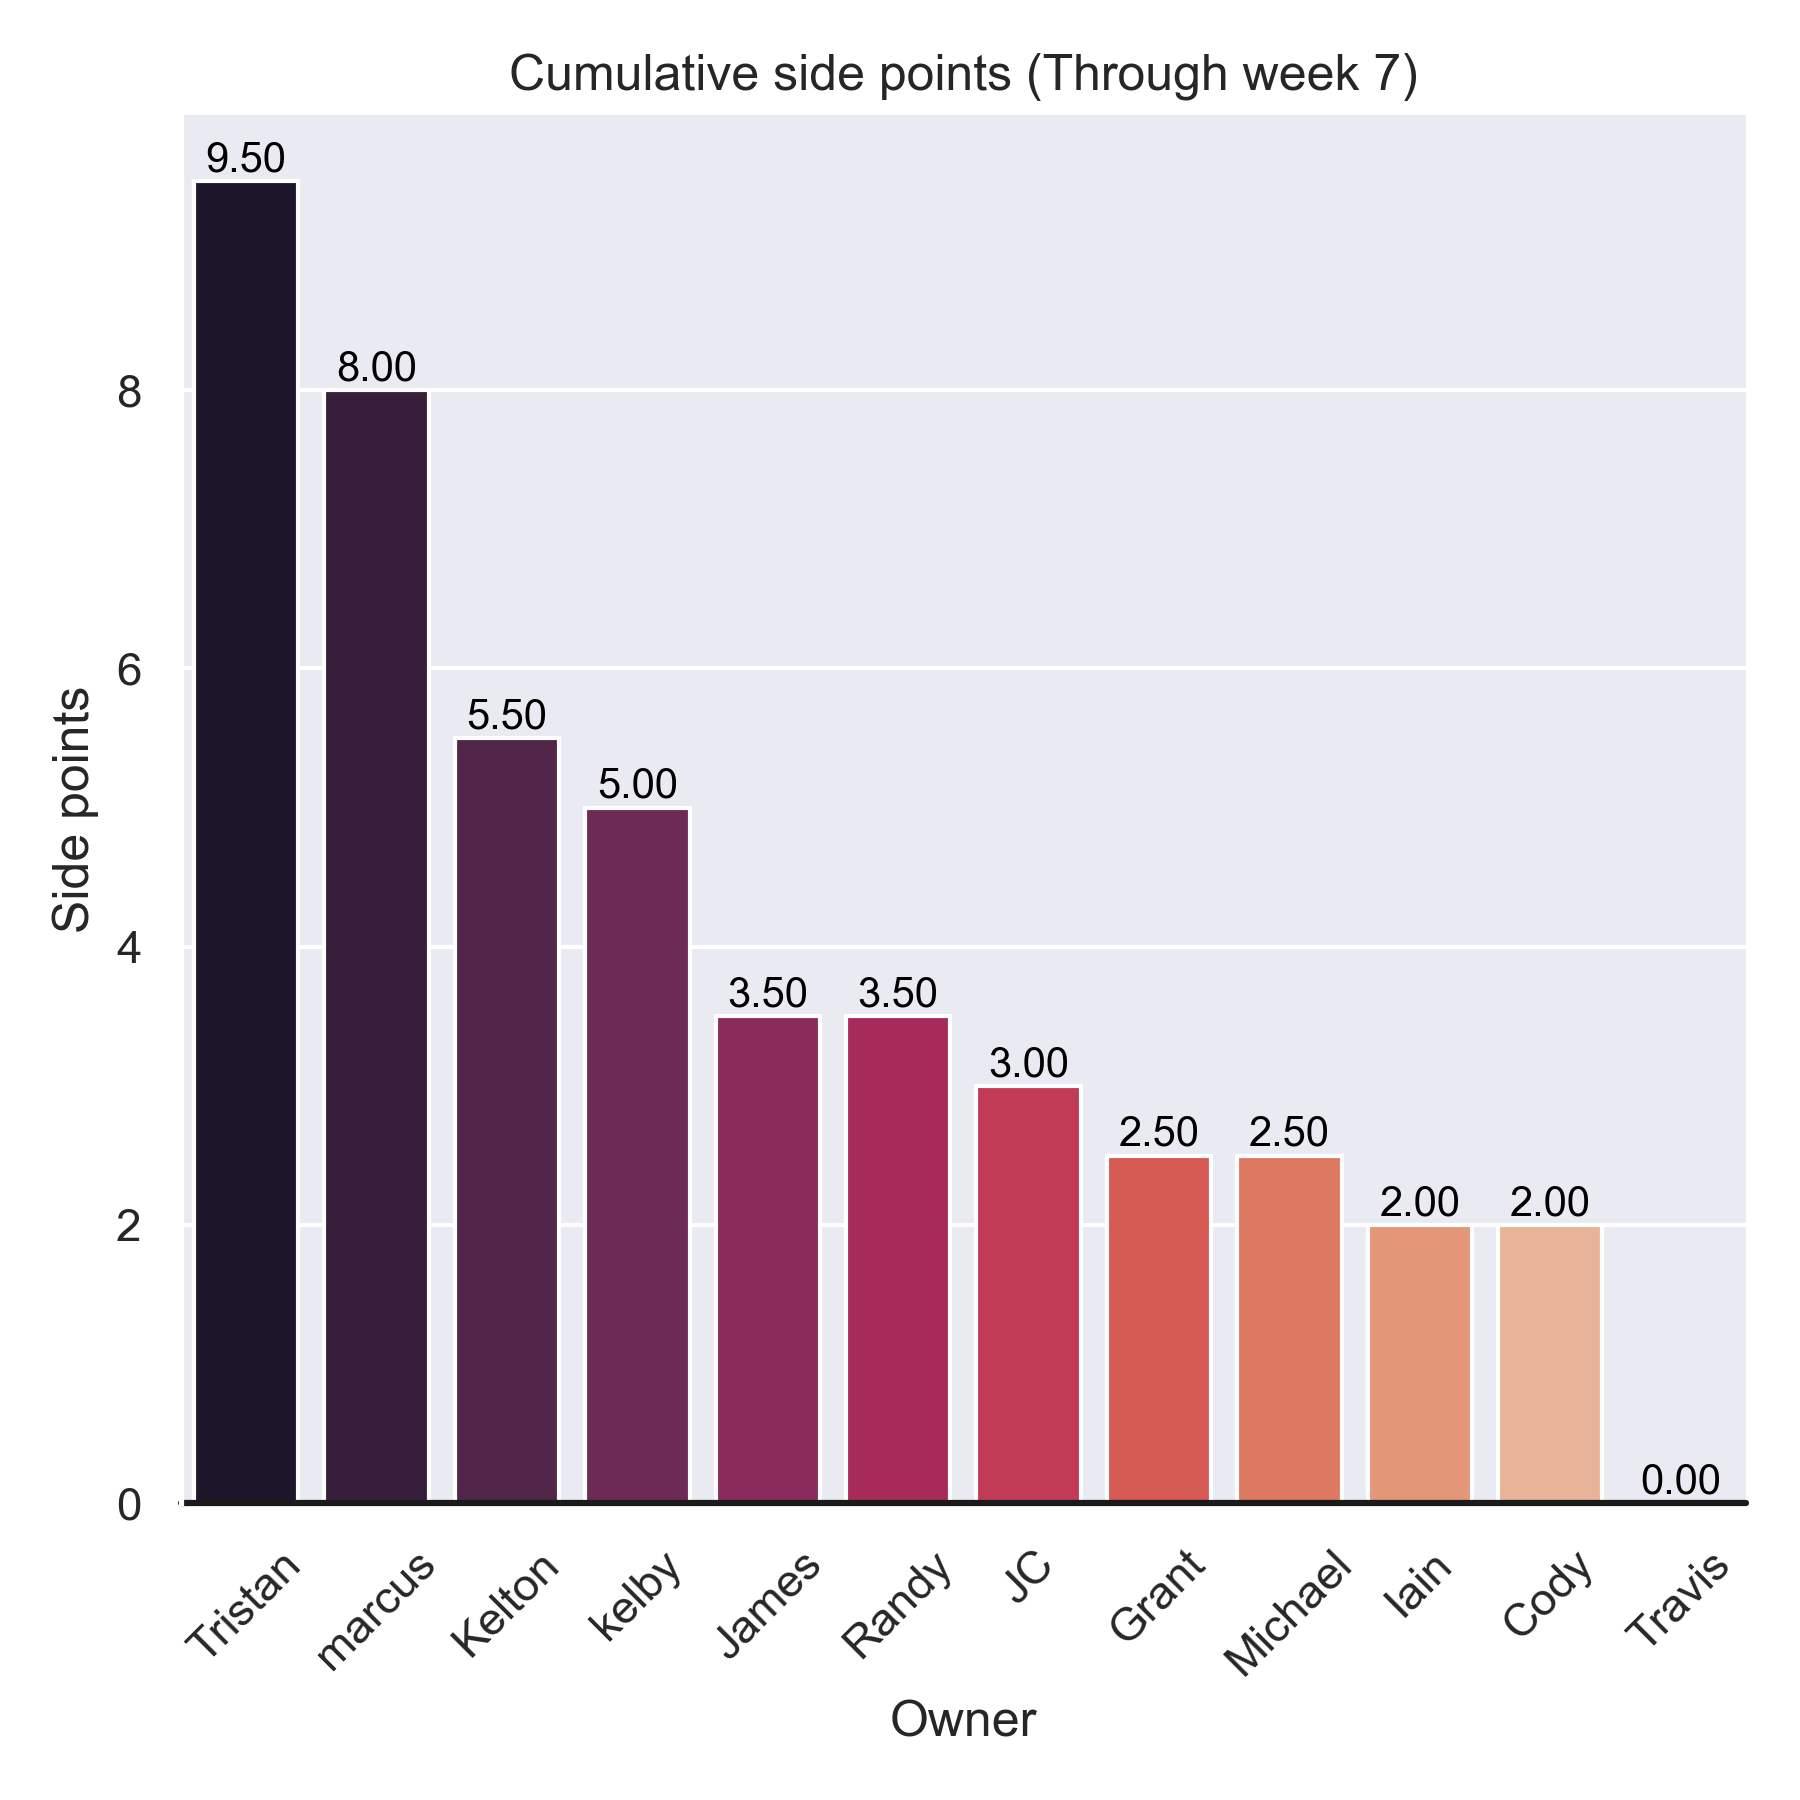 Cumulative side points (Through week 7)
9.50
8.00
5.50
5.00
3.50
3.50
3.00
2.50
2.50
2.00
2.00
0.00
8
6
4
2
0
Side points
Tristan
marcus
Kelton
kelby
James
Randy
JC
Grant
Michael
Iain
Cody
Travis
Owner